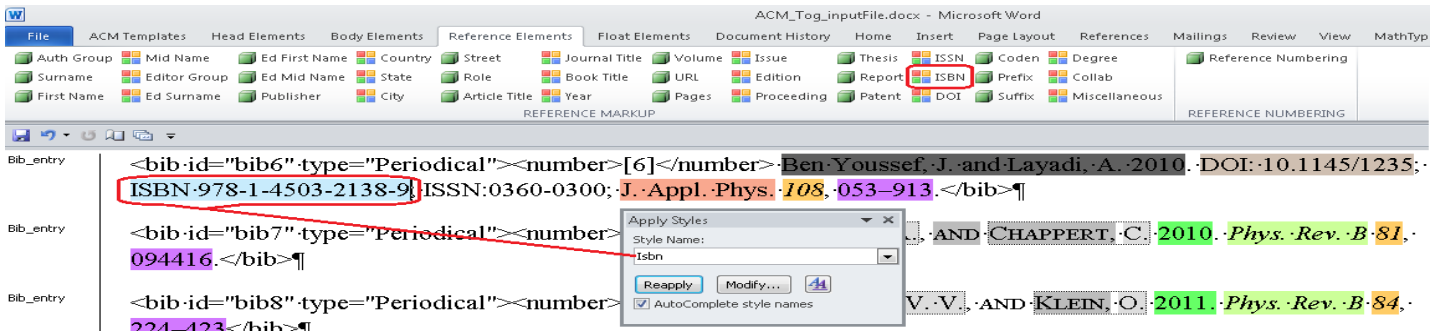 ACM_Tog_inputFile.docx - Microsoft Word
File ACM Templates Head Elements Body Elements Reference Elements Float Elements Document History Home Insert Page Layout References Mailings Review View MathTyp
Auth Group Mid Name Ed First Name Country Street Journal Title Volume Issue Thesis ISSN Coden Degree Reference Numbering
Surname Editor Group Ed Mid Name State Role Book Title URL Edition Report ISBN Prefix Collab
First Name Ed Surname Publisher City Article Title Year Pages Proceeding Patent DOI Suffix Miscellaneous
REFERENCE MARKUP REFERENCE NUMBERING
Bib_entry <bib·id="bib6"·type="Periodical"><number>[6]</number>·Ben·Youssef,·J.·and·Layadi,·A.·2010.·DOI:·10.1145/1235;·
ISBN·978-1-4503-2138-9;·ISSN:0360-0300;·J.·Appl.·Phys.·108,·053–913.</bib>¶
Bib_entry <bib·id="bib7"·type="Periodical"><number> ,·AND·CHAPPERT,·C.·2010.·Phys.·Rev.·B·81,·
094416.</bib>¶
Bib_entry <bib·id="bib8"·type="Periodical"><number> V.·V.,·AND·KLEIN,·O.·2011.·Phys.·Rev.·B·84,·
224–423</bib>¶
Apply Styles
Style Name:
Isbn
Reapply Modify...
AutoComplete style names